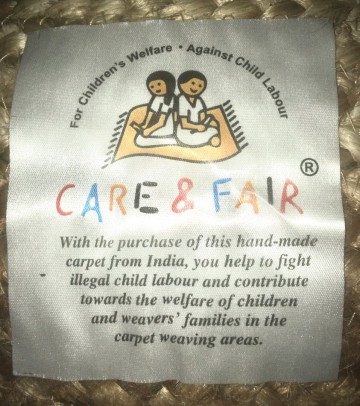 For Children's Welfare • Against Child Labour
CARE & FAIR ®
With the purchase of this hand-made
carpet from India, you help to fight
illegal child labour and contribute
towards the welfare of children
and weavers' families in the
carpet weaving areas.